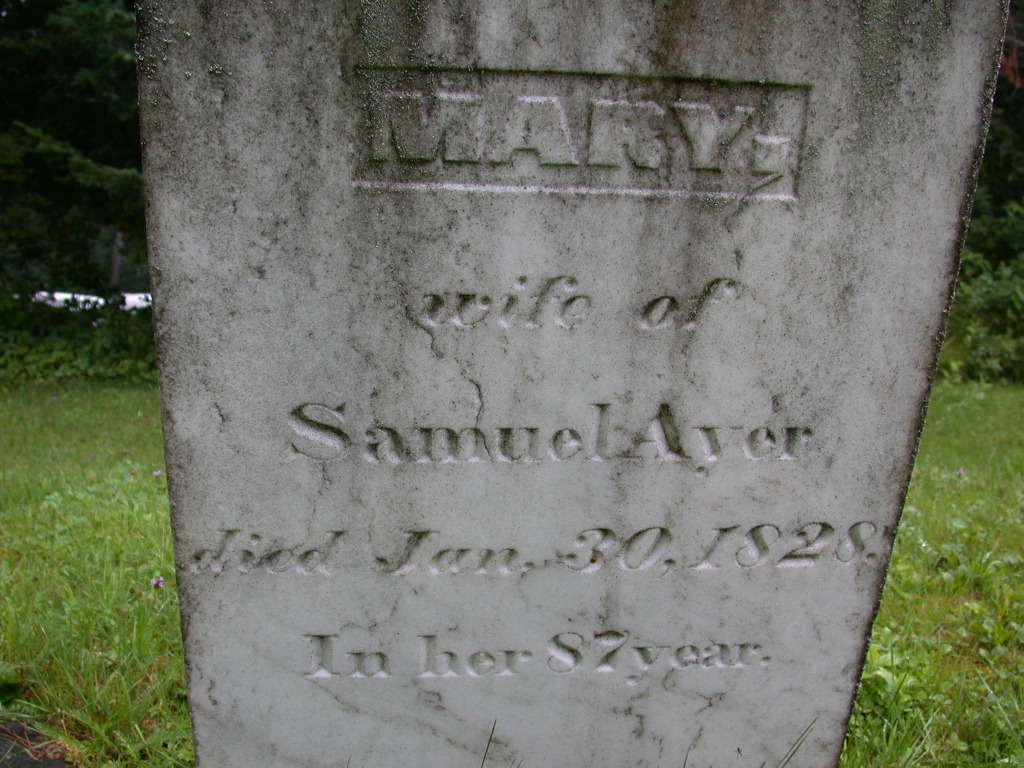 MARY;
wife of
Samuel Ayer
died Jan. 30, 1828.
In her 87 year.